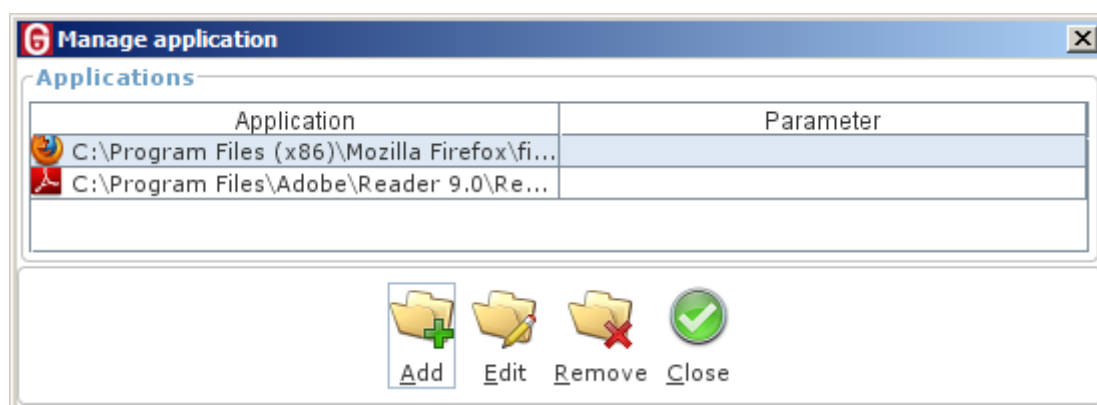 Manage application
Applications
Application Parameter
C:\Program Files (x86)\Mozilla Firefox\fi...
C:\Program Files\Adobe\Reader 9.0\Re...
Add Edit Remove Close